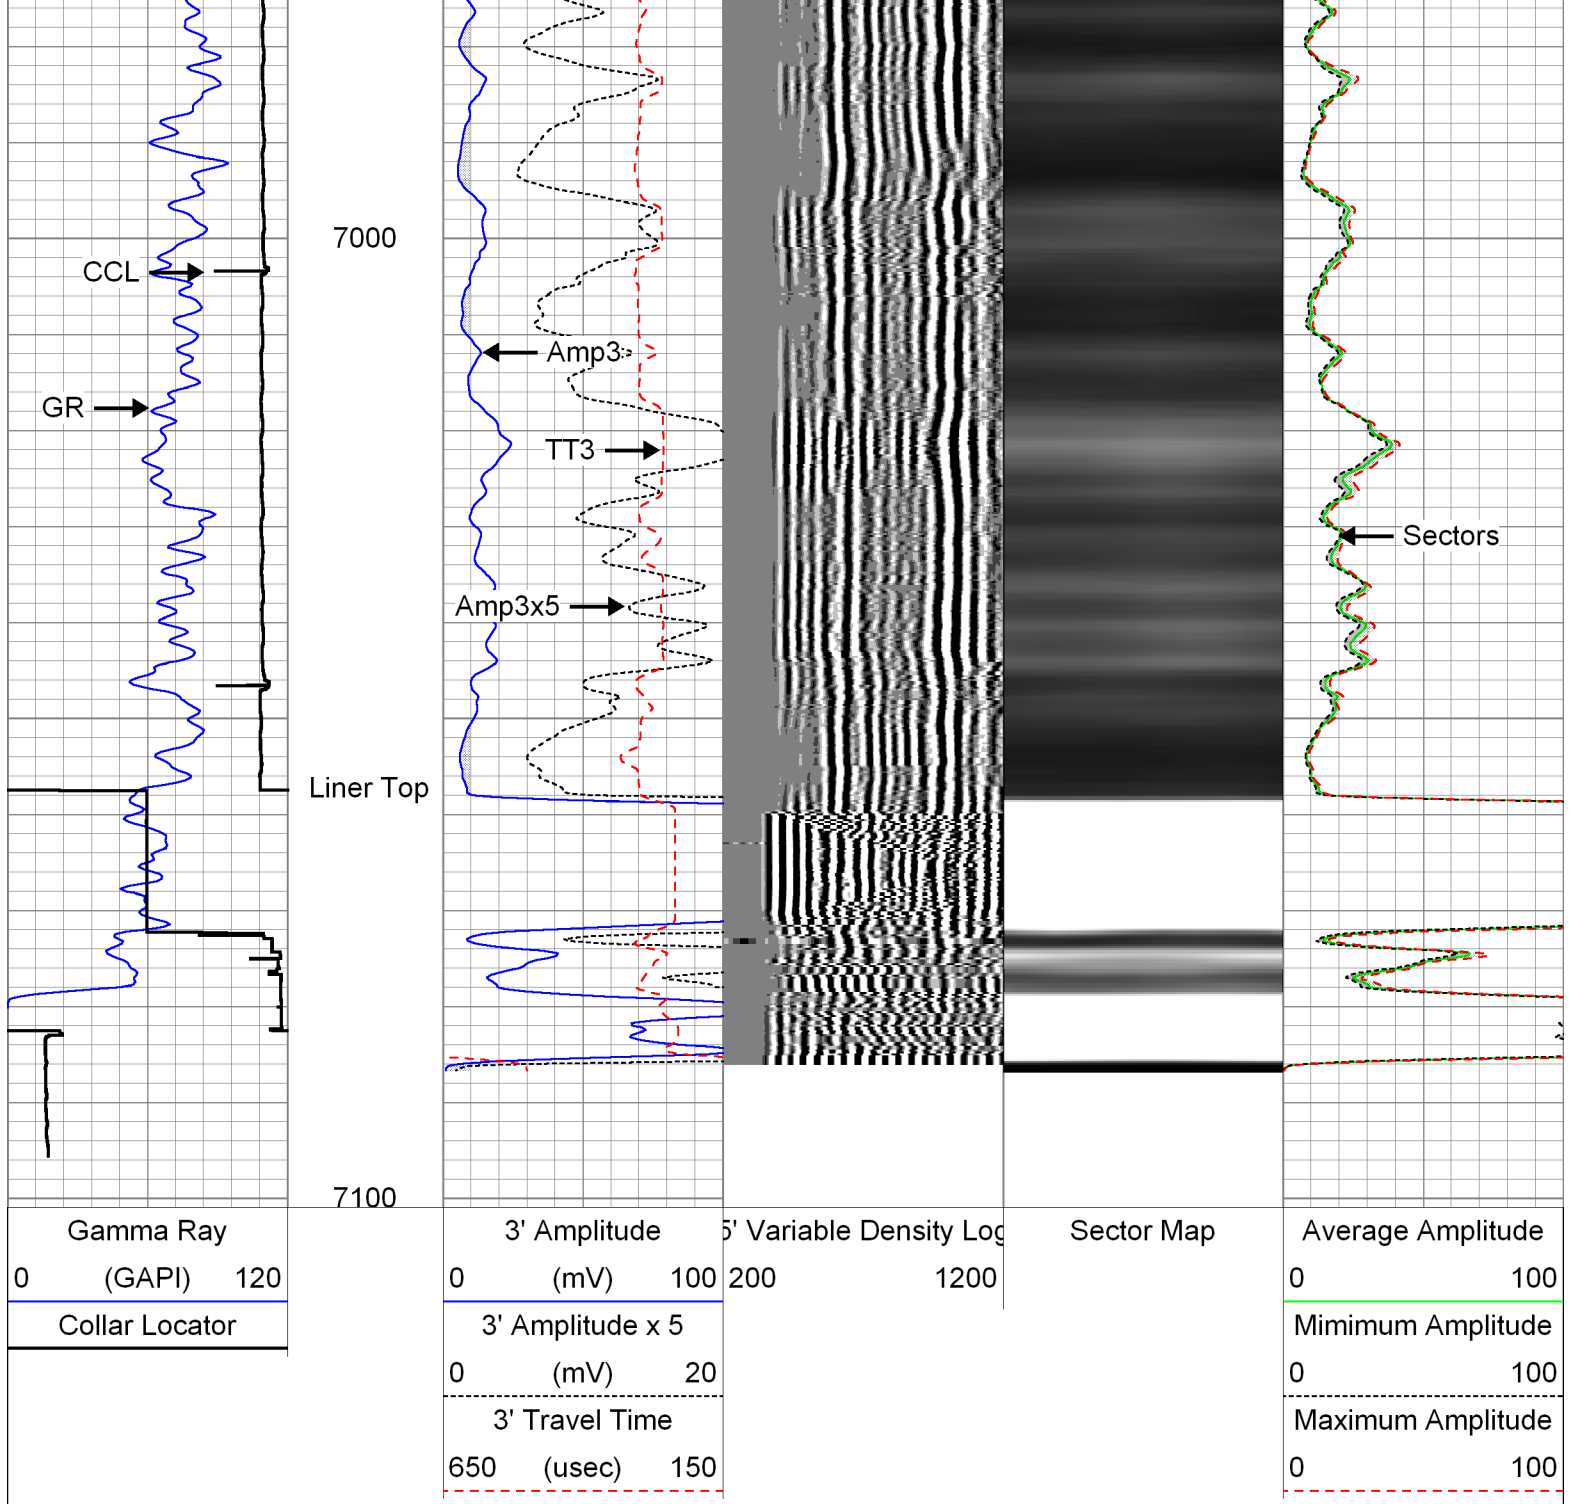 7000
CCL
Amp3
GR
TT3
Sectors
Amp3x5
Liner Top
7100
Gamma Ray
0 (GAPI) 120
Collar Locator
3' Amplitude
0 (mV) 100
3' Amplitude x 5
0 (mV) 20
3' Travel Time
650 (usec) 150
5' Variable Density Log
200 1200
Sector Map
Average Amplitude
0 100
Mimimum Amplitude
0 100
Maximum Amplitude
0 100